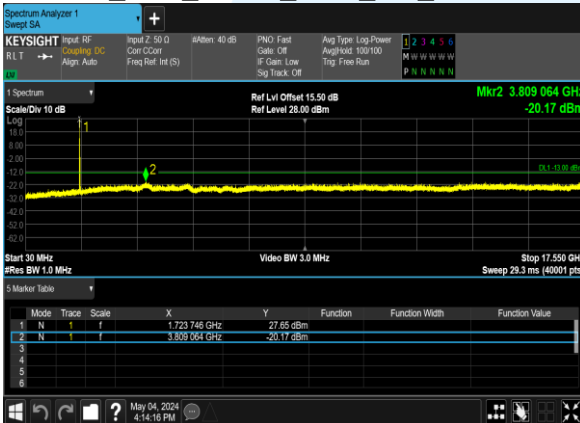 Spectrum Analyzer 1
Swept SA
+
KEYSIGHT Input: RF Input Z: 50 Ω #Atten: 40 dB PNO: Fast Avg Type: Log-Power 1 2 3 4 5 6
RLT Coupling: DC Corr CCorr Gate: Off Avg|Hold: 100/100 M W W W W W
Align: Auto Freq Ref: Int (S) IF Gain: Low Trig: Free Run
LU Sig Track: Off P N N N N N
1 Spectrum Ref Lvl Offset 15.50 dB Mkr2 3.809 064 GHz
Scale/Div 10 dB Ref Level 28.00 dBm -20.17 dBm
Log
18.0
8.00
-2.00
-12.0
-22.0
-32.0
-42.0
-52.0
-62.0
1
2
DL1 -13.00 dBm
Start 30 MHz Video BW 3.0 MHz Stop 17.550 GH
#Res BW 1.0 MHz Sweep 29.3 ms (40001 pts
5 Marker Table
Mode Trace Scale X Y Function Function Width Function Value
1 N 1 f 1.723 746 GHz 27.65 dBm
2 N 1 f 3.809 064 GHz -20.17 dBm
3
4
5
6
? May 04, 2024
4:14:16 PM